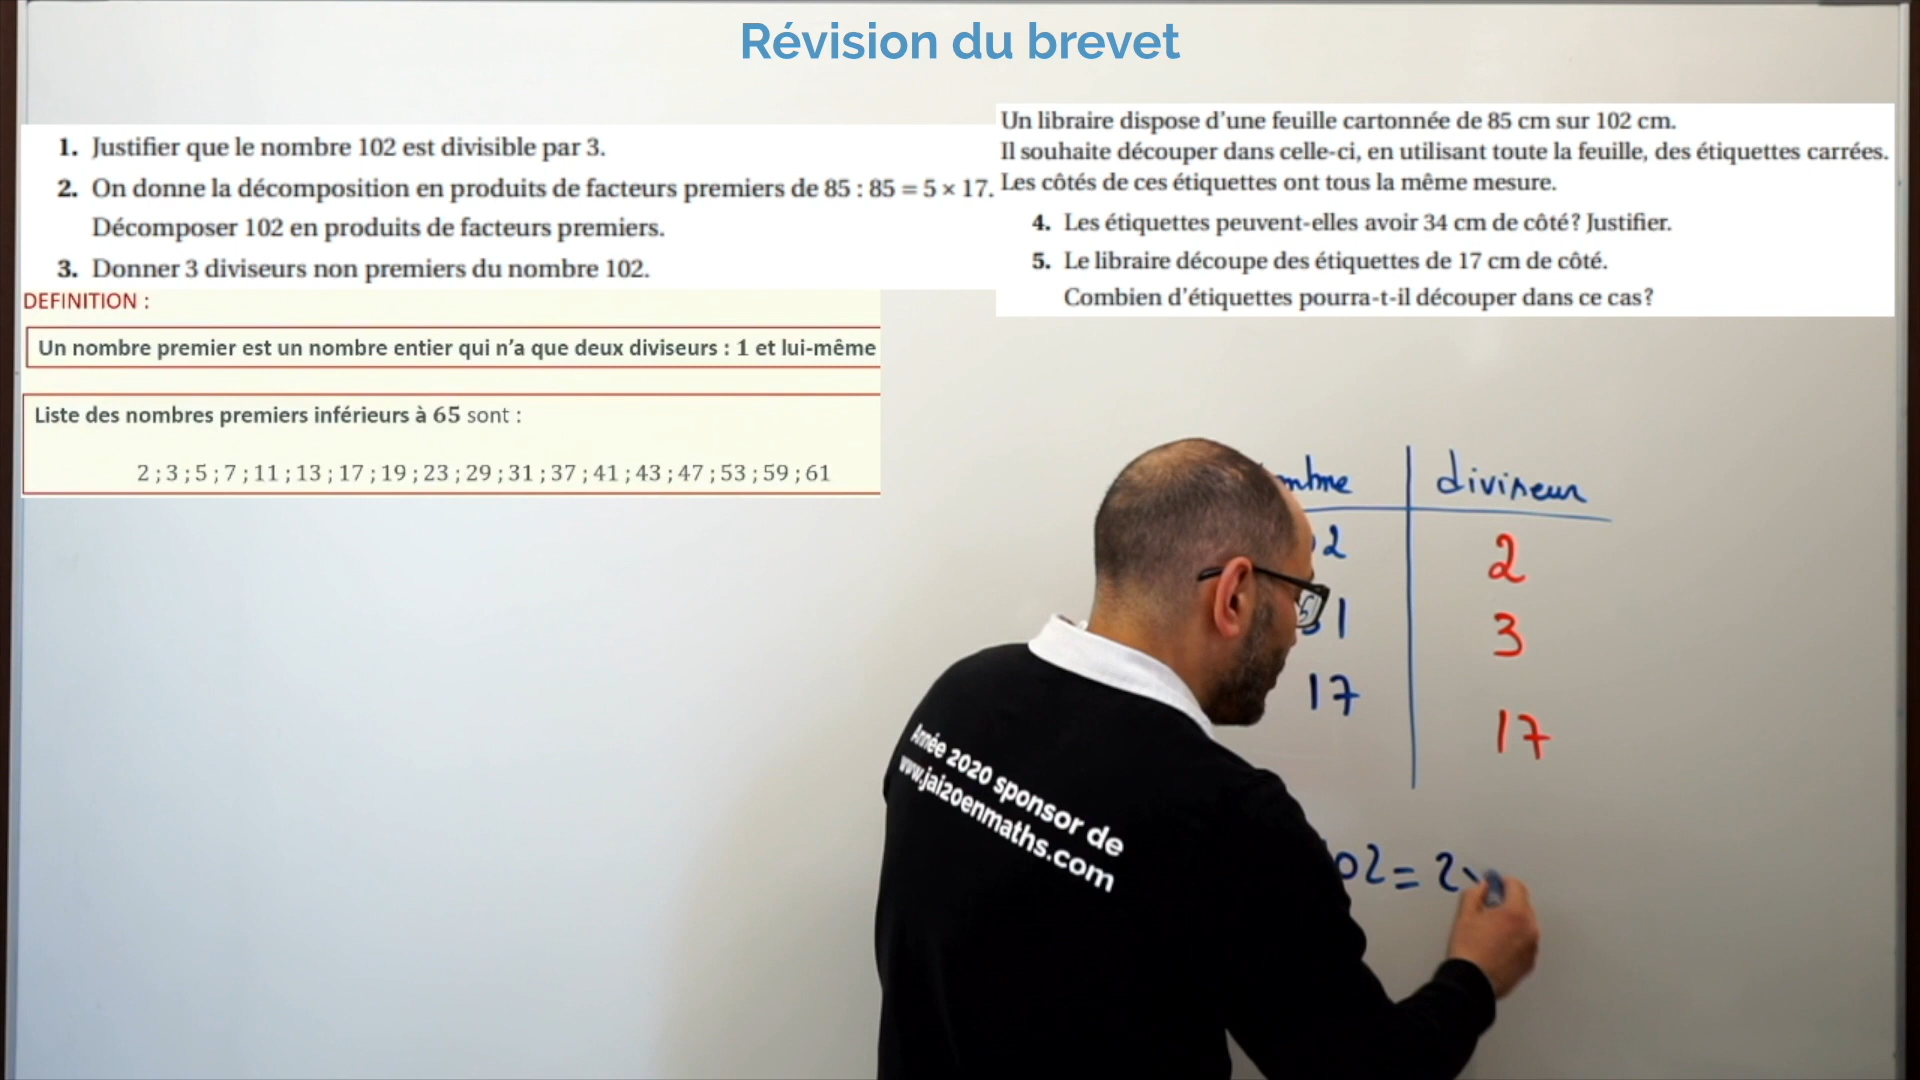 Révision du brevet
1. Justifier que le nombre 102 est divisible par 3.
2. On donne la décomposition en produits de facteurs premiers de 85 : 85 = 5 × 17.
Décomposer 102 en produits de facteurs premiers.
3. Donner 3 diviseurs non premiers du nombre 102.
Un libraire dispose d'une feuille cartonnée de 85 cm sur 102 cm.
Il souhaite découper dans celle-ci, en utilisant toute la feuille, des étiquettes carrées.
Les côtés de ces étiquettes ont tous la même mesure.
4. Les étiquettes peuvent-elles avoir 34 cm de côté ? Justifier.
5. Le libraire découpe des étiquettes de 17 cm de côté.
Combien d'étiquettes pourra-t-il découper dans ce cas ?
DEFINITION :
Un nombre premier est un nombre entier qui n'a que deux diviseurs : 1 et lui-même
Liste des nombres premiers inférieurs à 65 sont :
2 ; 3 ; 5 ; 7 ; 11 ; 13 ; 17 ; 19 ; 23 ; 29 ; 31 ; 37 ; 41 ; 43 ; 47 ; 53 ; 59 ; 61
mbre diviseur
2 2
51 3
17 17
02 = 2×
Année 2020 sponsor de
www.jai20enmaths.com